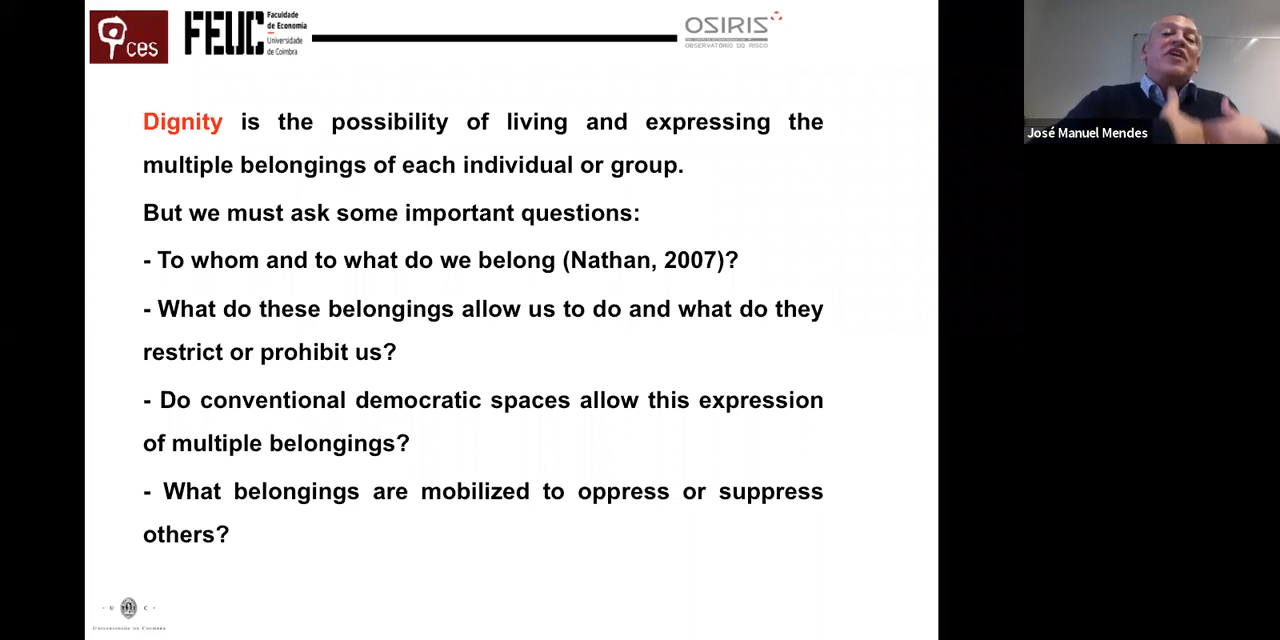 ces
FEUC
Faculdade
de Economia
Universidade
de Coimbra
OSIRIS
OBSERVATÓRIO DO RISCO
José Manuel Mendes
Dignity is the possibility of living and expressing the
multiple belongings of each individual or group.
But we must ask some important questions:
- To whom and to what do we belong (Nathan, 2007)?
- What do these belongings allow us to do and what do they
restrict or prohibit us?
- Do conventional democratic spaces allow this expression
of multiple belongings?
- What belongings are mobilized to oppress or suppress
others?
· U C ·
UNIVERSIDADE DE COIMBRA